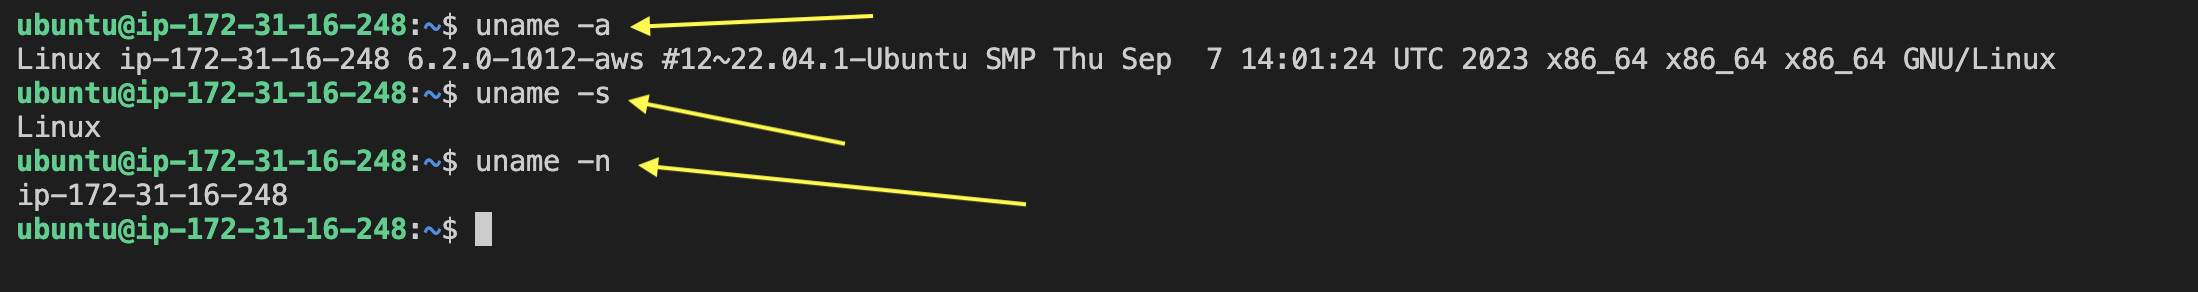 ubuntu@ip-172-31-16-248:~$ uname -a
Linux ip-172-31-16-248 6.2.0-1012-aws #12~22.04.1-Ubuntu SMP Thu Sep  7 14:01:24 UTC 2023 x86_64 x86_64 x86_64 GNU/Linux
ubuntu@ip-172-31-16-248:~$ uname -s
Linux
ubuntu@ip-172-31-16-248:~$ uname -n
ip-172-31-16-248
ubuntu@ip-172-31-16-248:~$